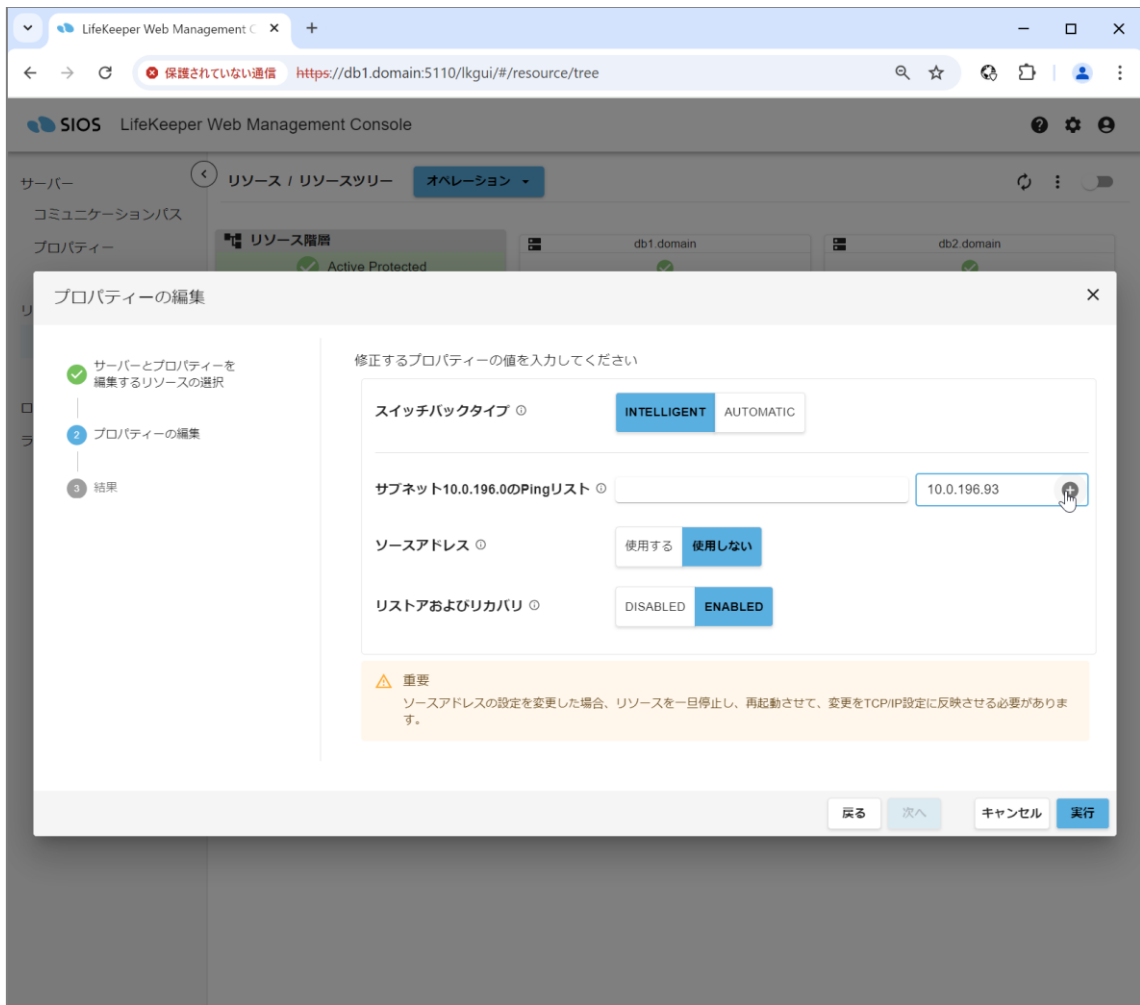 LifeKeeper Web Management C
保護されていない通信 https://db1.domain:5110/lkgui/#/resource/tree
SIOS LifeKeeper Web Management Console
サーバー
コミュニケーションパス
プロパティー
リソース / リソースツリー オペレーション
リソース階層 db1.domain db2.domain
Active Protected
リ
ロ
ラ
プロパティーの編集
サーバーとプロパティーを
編集するリソースの選択
2 プロパティーの編集
3 結果
修正するプロパティーの値を入力してください
スイッチバックタイプ INTELLIGENT AUTOMATIC
サブネット10.0.196.0のPingリスト 10.0.196.93
ソースアドレス 使用する 使用しない
リストアおよびリカバリ DISABLED ENABLED
重要
ソースアドレスの設定を変更した場合、リソースを一旦停止し、再起動させて、変更をTCP/IP設定に反映させる必要がありま
す。
戻る 次へ キャンセル 実行